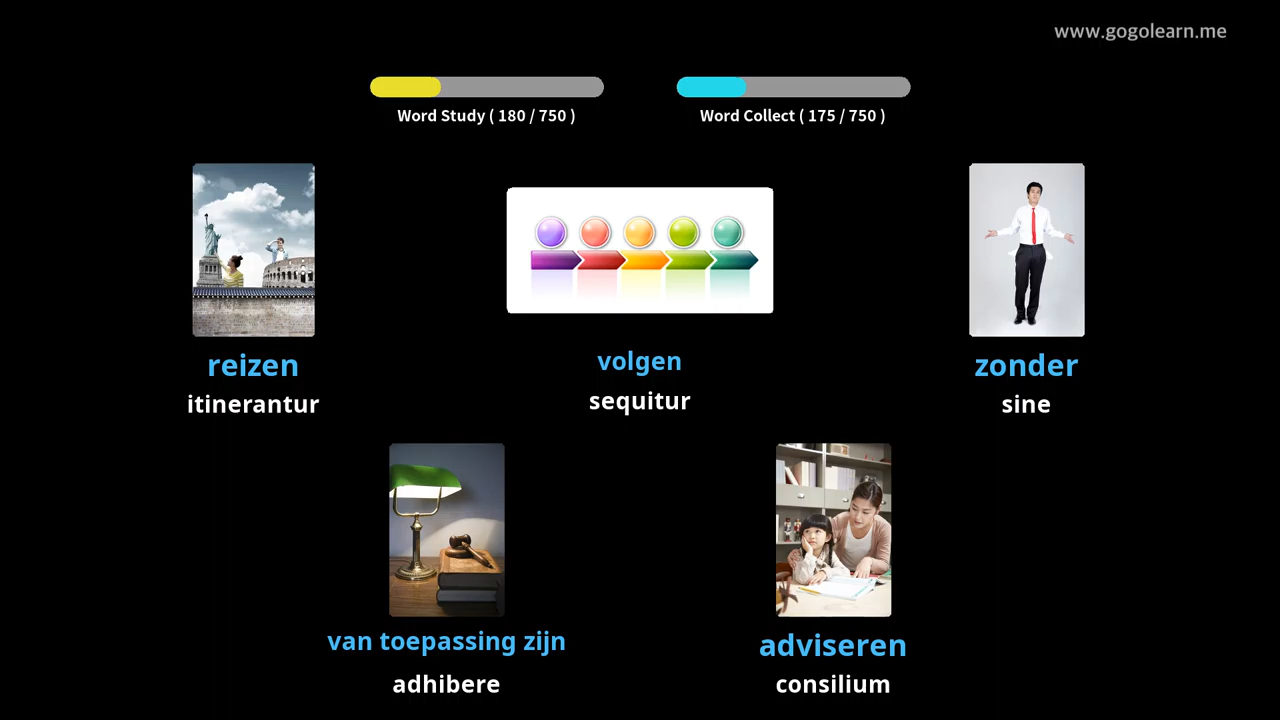 www.gogolearn.me
Word Study ( 180 / 750 )
Word Collect ( 175 / 750 )
reizen
itinerantur
volgen
sequitur
zonder
sine
van toepassing zijn
adhibere
adviseren
consilium